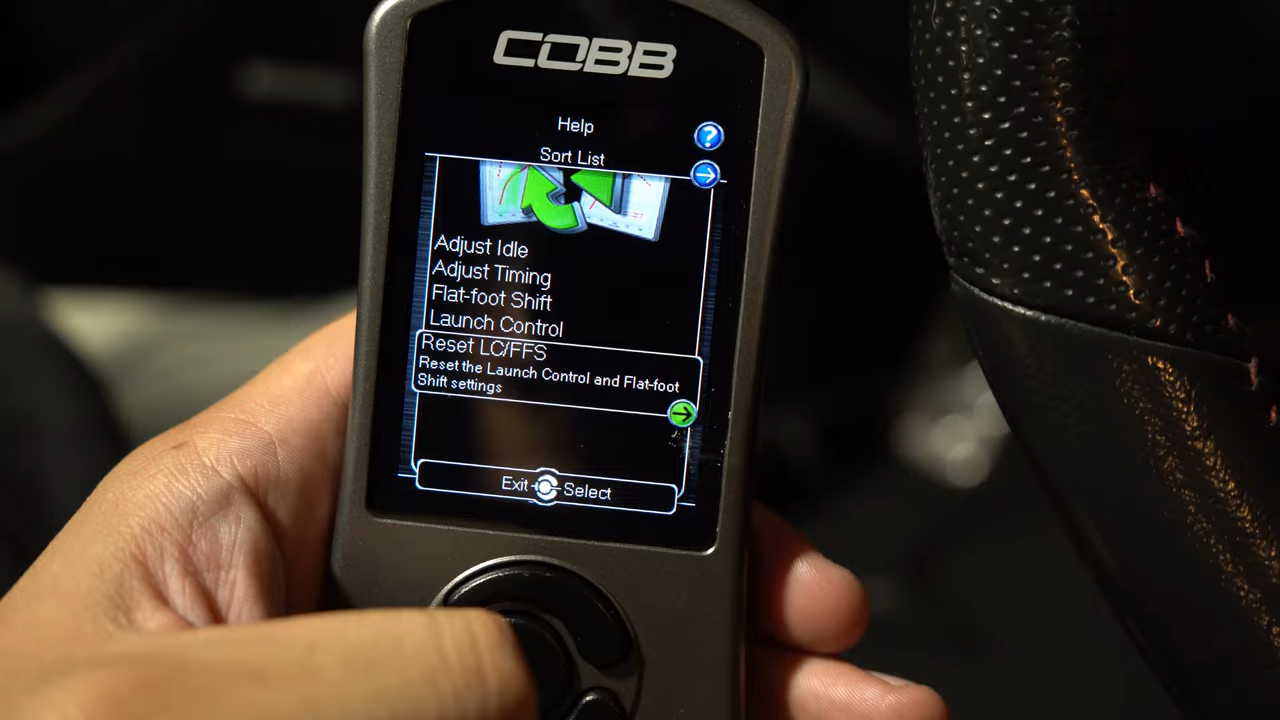 COBB
Help
Sort List
Adjust Idle
Adjust Timing
Flat-foot Shift
Launch Control
Reset LC/FFS
Reset the Launch Control and Flat-foot
Shift settings
Exit Select